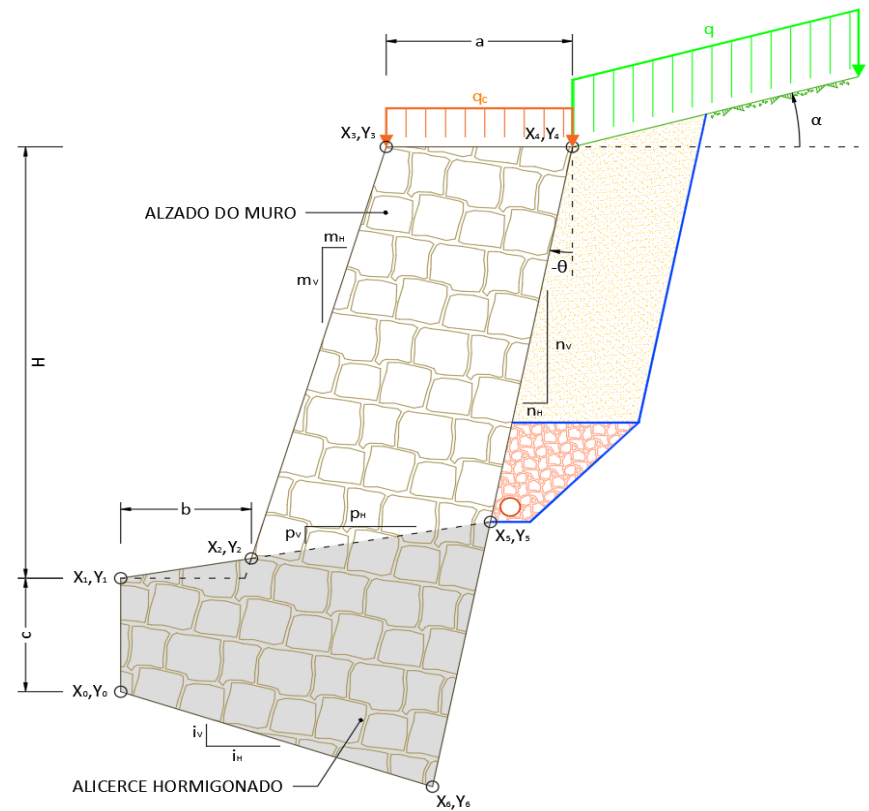 a
q
q꜀
α
X₃,Y₃
X₄,Y₄
ALZADO DO MURO
mH
mV
-θ
H
nV
nH
b
pH
pV
X₂,Y₂
X₅,Y₅
X₁,Y₁
c
X₀,Y₀
iV
iH
ALICERCE HORMIGONADO
X₆,Y₆